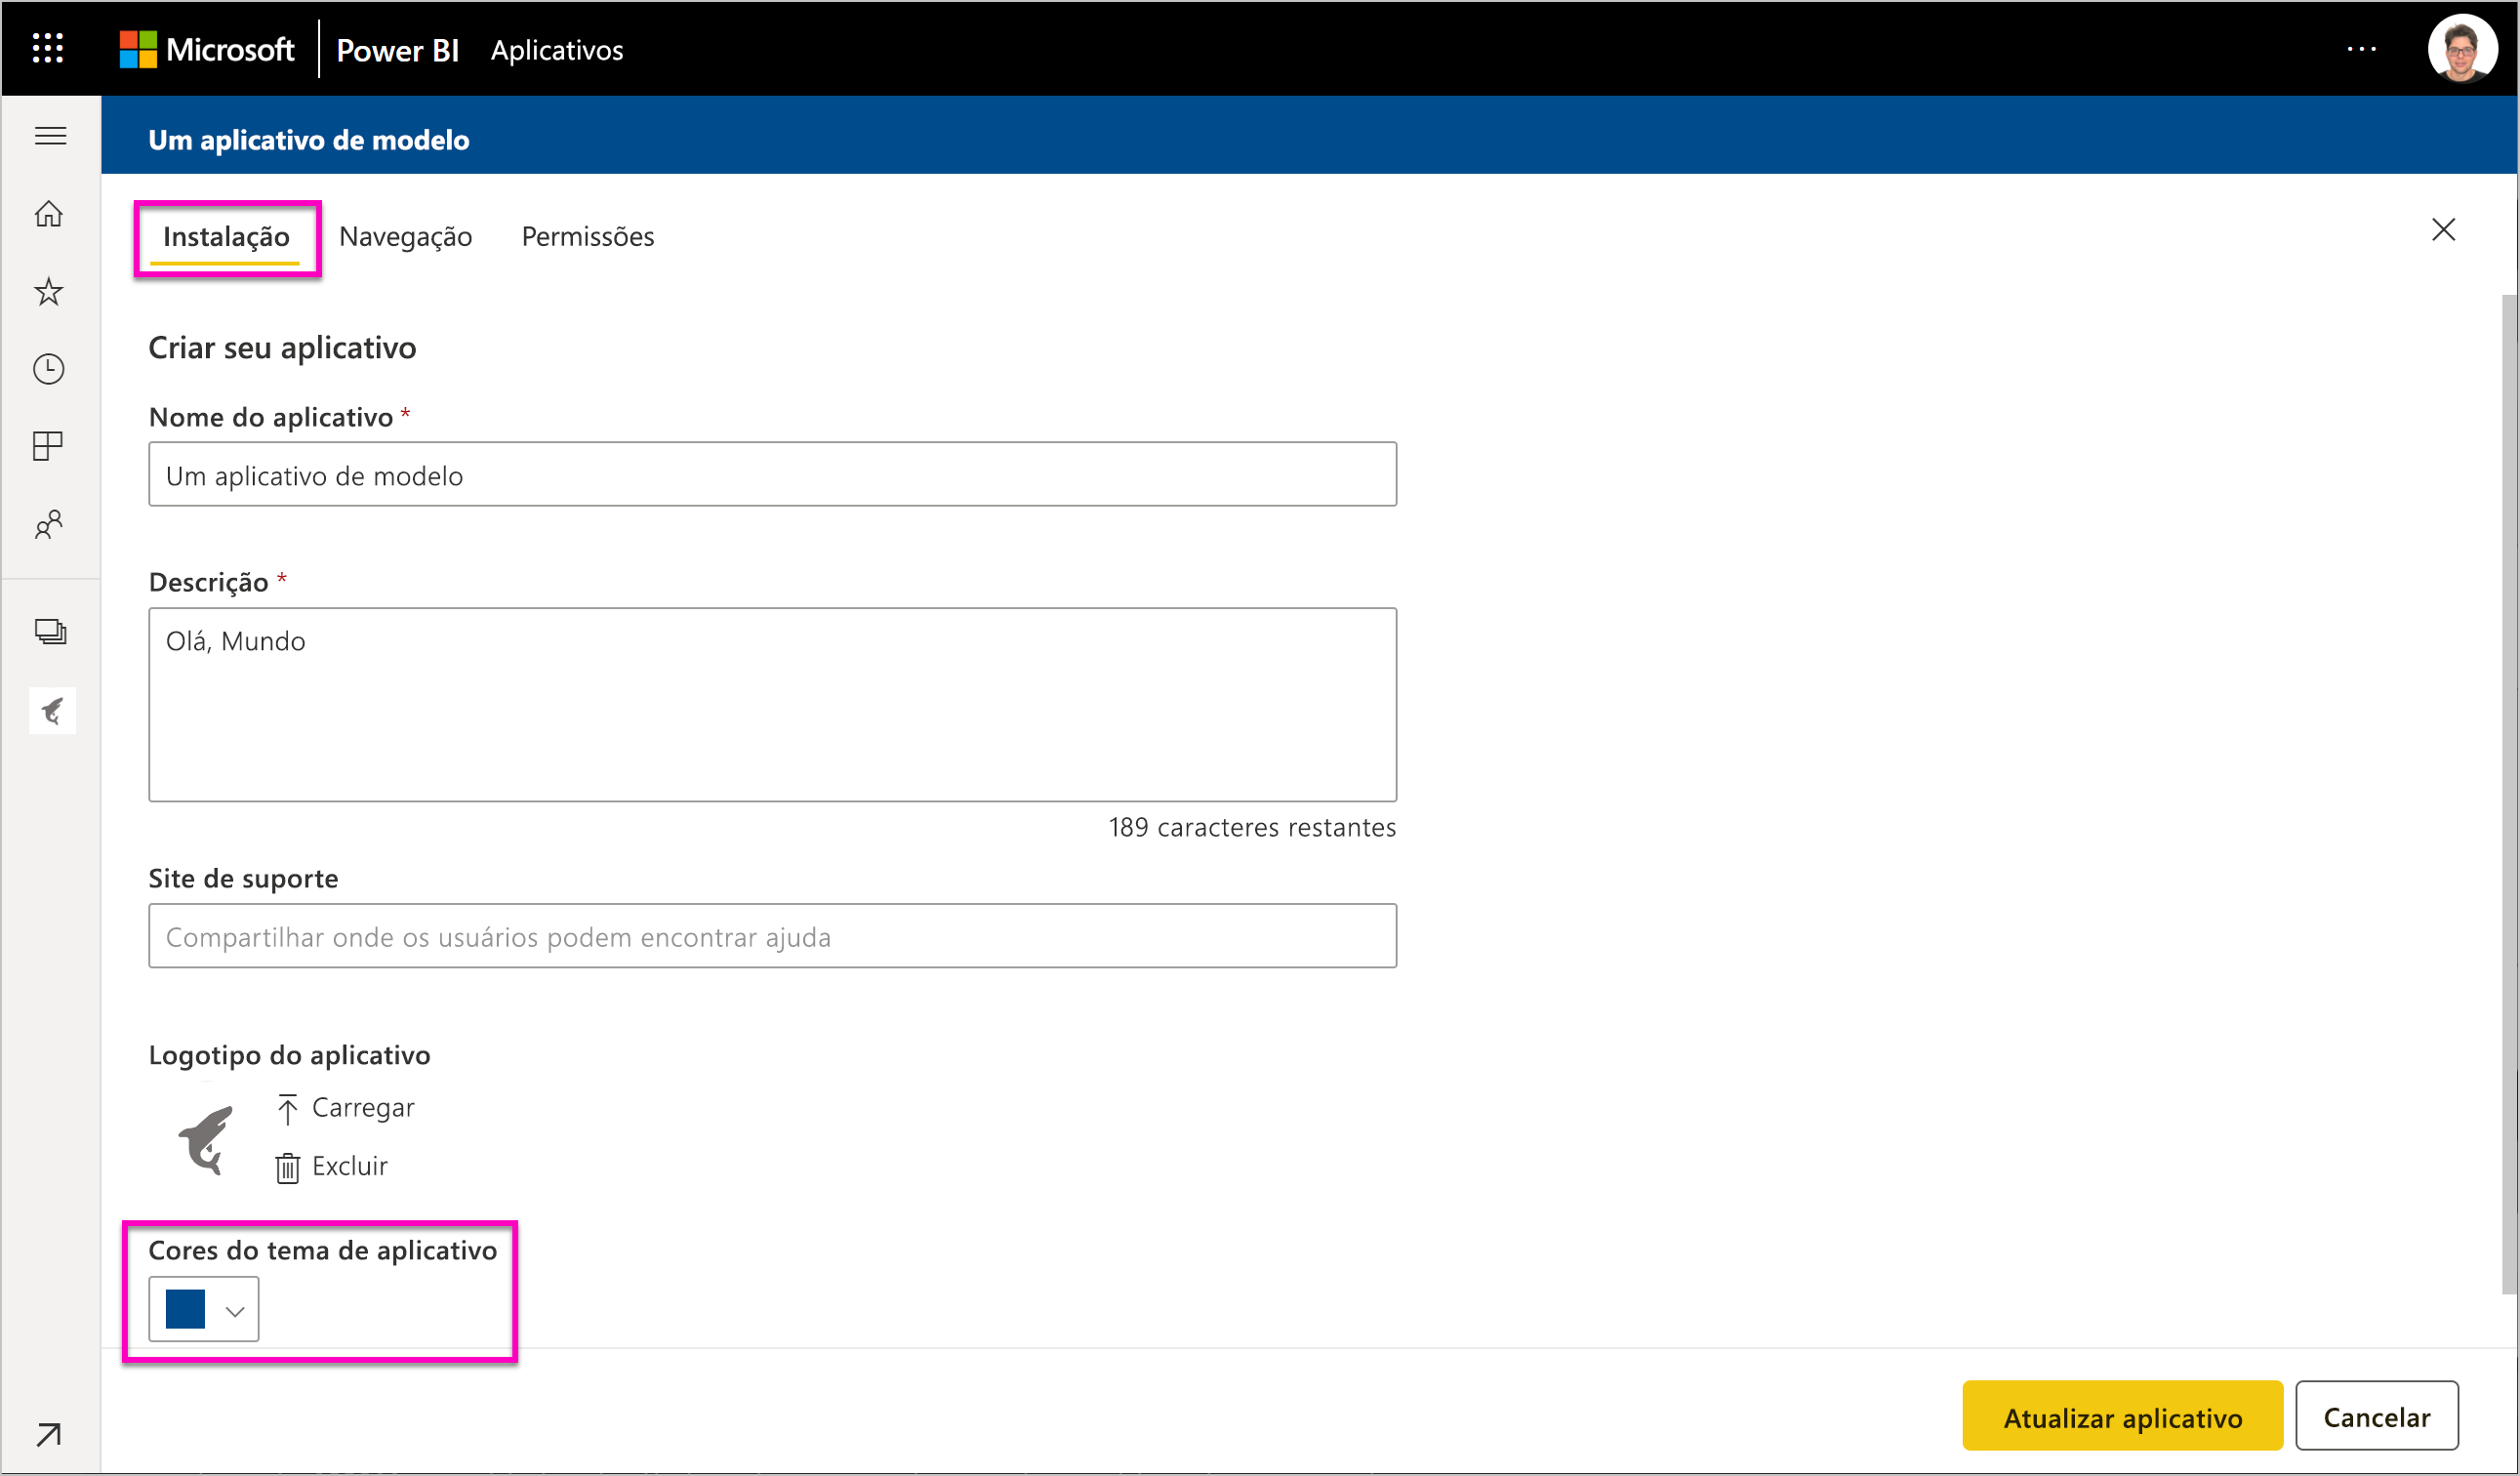 Microsoft Power BI Aplicativos
Um aplicativo de modelo
Instalação Navegação Permissões
Criar seu aplicativo
Nome do aplicativo *
Um aplicativo de modelo
Descrição *
Olá, Mundo
189 caracteres restantes
Site de suporte
Compartilhar onde os usuários podem encontrar ajuda
Logotipo do aplicativo
Carregar
Excluir
Cores do tema de aplicativo
Atualizar aplicativo Cancelar